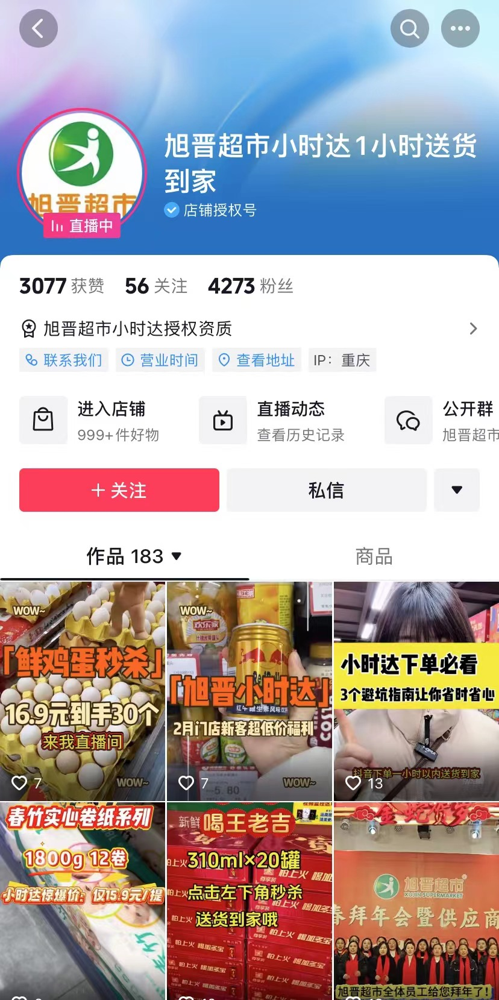 旭晋超市小时达1小时送货
到家
旭晋超市
直播中
店铺授权号
3077 获赞 56 关注 4273 粉丝
旭晋超市小时达授权资质
联系我们 营业时间 查看地址 IP：重庆
进入店铺 直播动态 公开群
999+件好物 查看历史记录 旭晋超市
+ 关注 私信
作品 183 商品
WOW~
「鲜鸡蛋秒杀」
16.9元到手30个
来我直播间
WOW~
7
WOW~
欢乐家
「旭晋小时达」
2月门店新客超低价福利
5.80
WOW~
7
小时达下单必看
3个避坑指南让你省时省心
抖音下单一小时以内送货到家
13
春竹实心卷纸系列
1800g 12卷
小时达惊爆价：仅15.9元/提
新鲜
喝王老吉
310ml×20罐
点击左下角秒杀
送货到家哦
怕上火 喝加多宝
金蛇贺岁
旭晋超市
XUJIN SUPERMARKET
春拜年会暨供应商
旭晋超市全体员工给您拜年了！